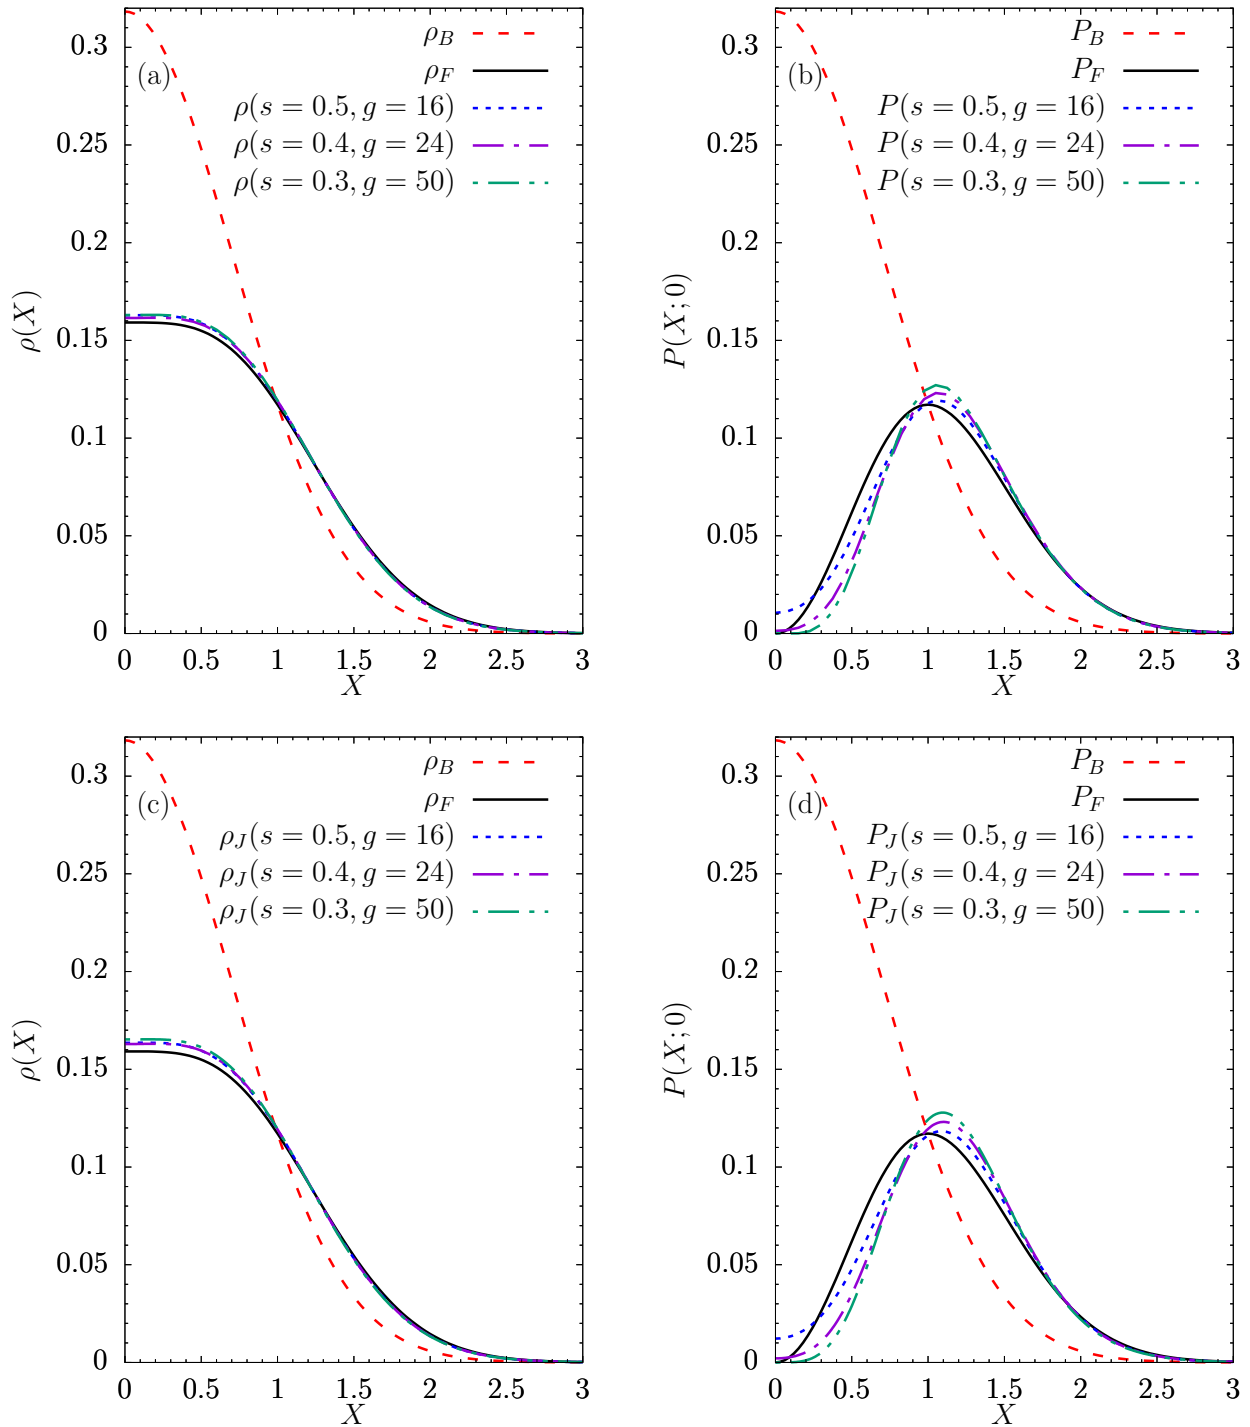 (a)
ρ_B
ρ_F
ρ(s = 0.5, g = 16)
ρ(s = 0.4, g = 24)
ρ(s = 0.3, g = 50)
0.3
0.25
0.2
0.15
0.1
0.05
0
ρ(X)
0 0.5 1 1.5 2 2.5 3
X
(b)
P_B
P_F
P(s = 0.5, g = 16)
P(s = 0.4, g = 24)
P(s = 0.3, g = 50)
0.3
0.25
0.2
0.15
0.1
0.05
0
P(X; 0)
0 0.5 1 1.5 2 2.5 3
X
(c)
ρ_B
ρ_F
ρ_J(s = 0.5, g = 16)
ρ_J(s = 0.4, g = 24)
ρ_J(s = 0.3, g = 50)
0.3
0.25
0.2
0.15
0.1
0.05
0
ρ(X)
0 0.5 1 1.5 2 2.5 3
X
(d)
P_B
P_F
P_J(s = 0.5, g = 16)
P_J(s = 0.4, g = 24)
P_J(s = 0.3, g = 50)
0.3
0.25
0.2
0.15
0.1
0.05
0
P(X; 0)
0 0.5 1 1.5 2 2.5 3
X